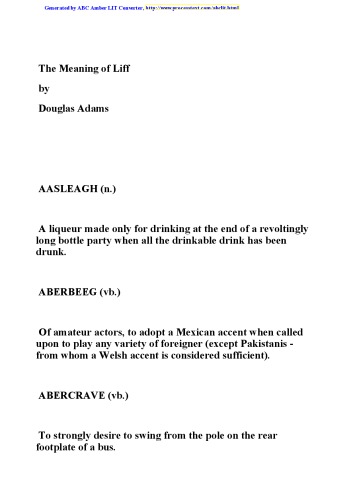 Generated by ABC Amber LIT Converter, http://www.processtext.com/abclit.html
The Meaning of Liff
by
Douglas Adams
AASLEAGH (n.)
A liqueur made only for drinking at the end of a revoltingly
long bottle party when all the drinkable drink has been
drunk.
ABERBEEG (vb.)
Of amateur actors, to adopt a Mexican accent when called
upon to play any variety of foreigner (except Pakistanis -
from whom a Welsh accent is considered sufficient).
ABERCRAVE (vb.)
To strongly desire to swing from the pole on the rear
footplate of a bus.